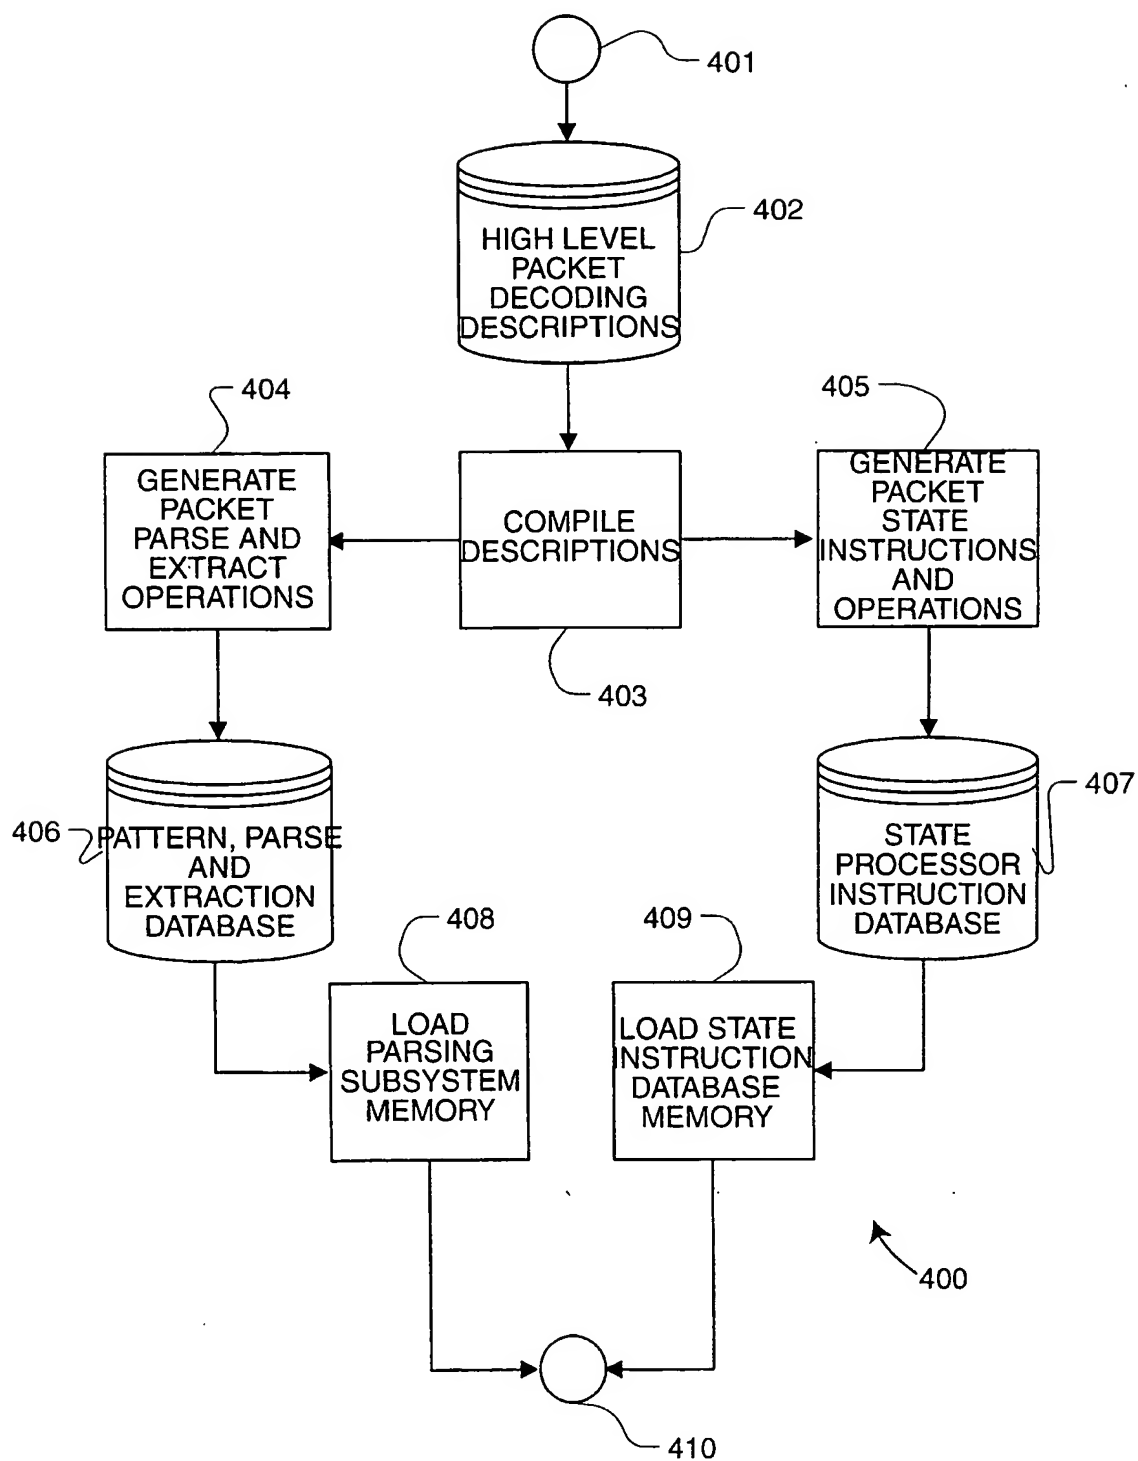 401
402
HIGH LEVEL
PACKET
DECODING
DESCRIPTIONS
404
405
GENERATE
PACKET
PARSE AND
EXTRACT
OPERATIONS
COMPILE
DESCRIPTIONS
GENERATE
PACKET
STATE
INSTRUCTIONS
AND
OPERATIONS
403
406
PATTERN, PARSE
AND
EXTRACTION
DATABASE
407
STATE
PROCESSOR
INSTRUCTION
DATABASE
408
409
LOAD
PARSING
SUBSYSTEM
MEMORY
LOAD STATE
INSTRUCTION
DATABASE
MEMORY
400
410